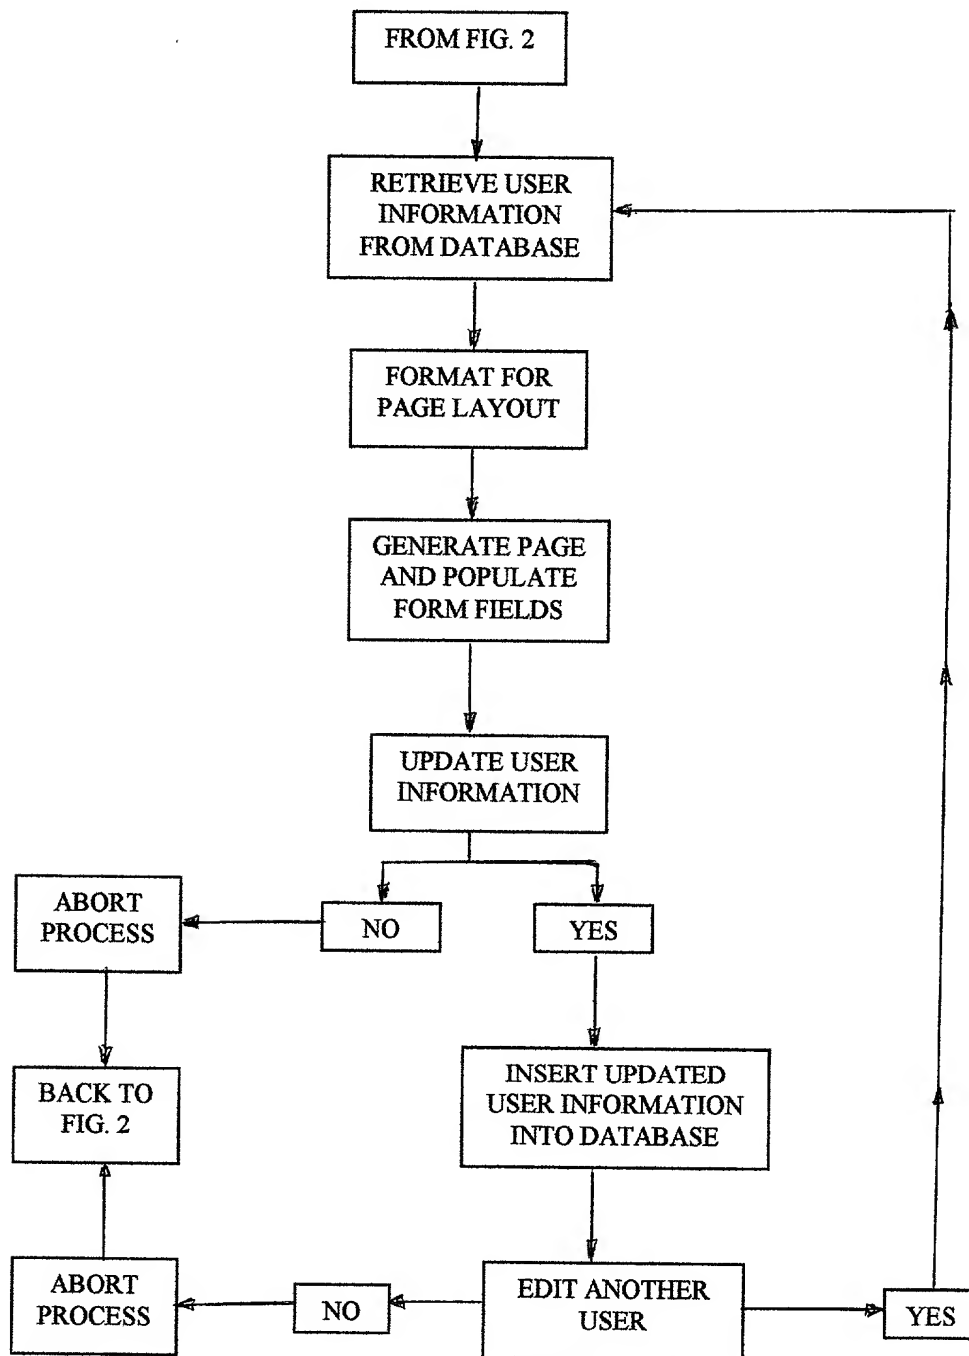 FROM FIG. 2
RETRIEVE USER
INFORMATION
FROM DATABASE
FORMAT FOR
PAGE LAYOUT
GENERATE PAGE
AND POPULATE
FORM FIELDS
UPDATE USER
INFORMATION
ABORT
PROCESS
NO
YES
BACK TO
FIG. 2
INSERT UPDATED
USER INFORMATION
INTO DATABASE
ABORT
PROCESS
NO
EDIT ANOTHER
USER
YES